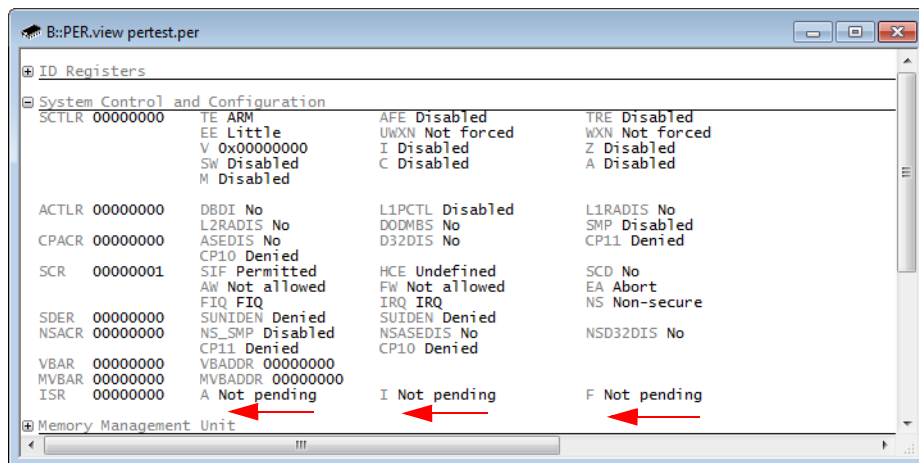 B::PER.view pertest.per
ID Registers
System Control and Configuration
SCTLR 00000000 TE ARM AFE Disabled TRE Disabled
EE Little UWXN Not forced WXN Not forced
V 0x00000000 I Disabled Z Disabled
SW Disabled C Disabled A Disabled
M Disabled
ACTLR 00000000 DBDI No L1PCTL Disabled L1RADIS No
L2RADIS No DODMBS No SMP Disabled
CPACR 00000000 ASEDIS No D32DIS No CP11 Denied
CP10 Denied
SCR 00000001 SIF Permitted HCE Undefined SCD No
AW Not allowed FW Not allowed EA Abort
FIQ FIQ IRQ IRQ NS Non-secure
SDER 00000000 SUNIDEN Denied SUIDEN Denied
NSACR 00000000 NS_SMP Disabled NSASEDIS No NSD32DIS No
CP11 Denied CP10 Denied
VBAR 00000000 VBADDR 00000000
MVBAR 00000000 MVBADDR 00000000
ISR 00000000 A Not pending I Not pending F Not pending
Memory Management Unit